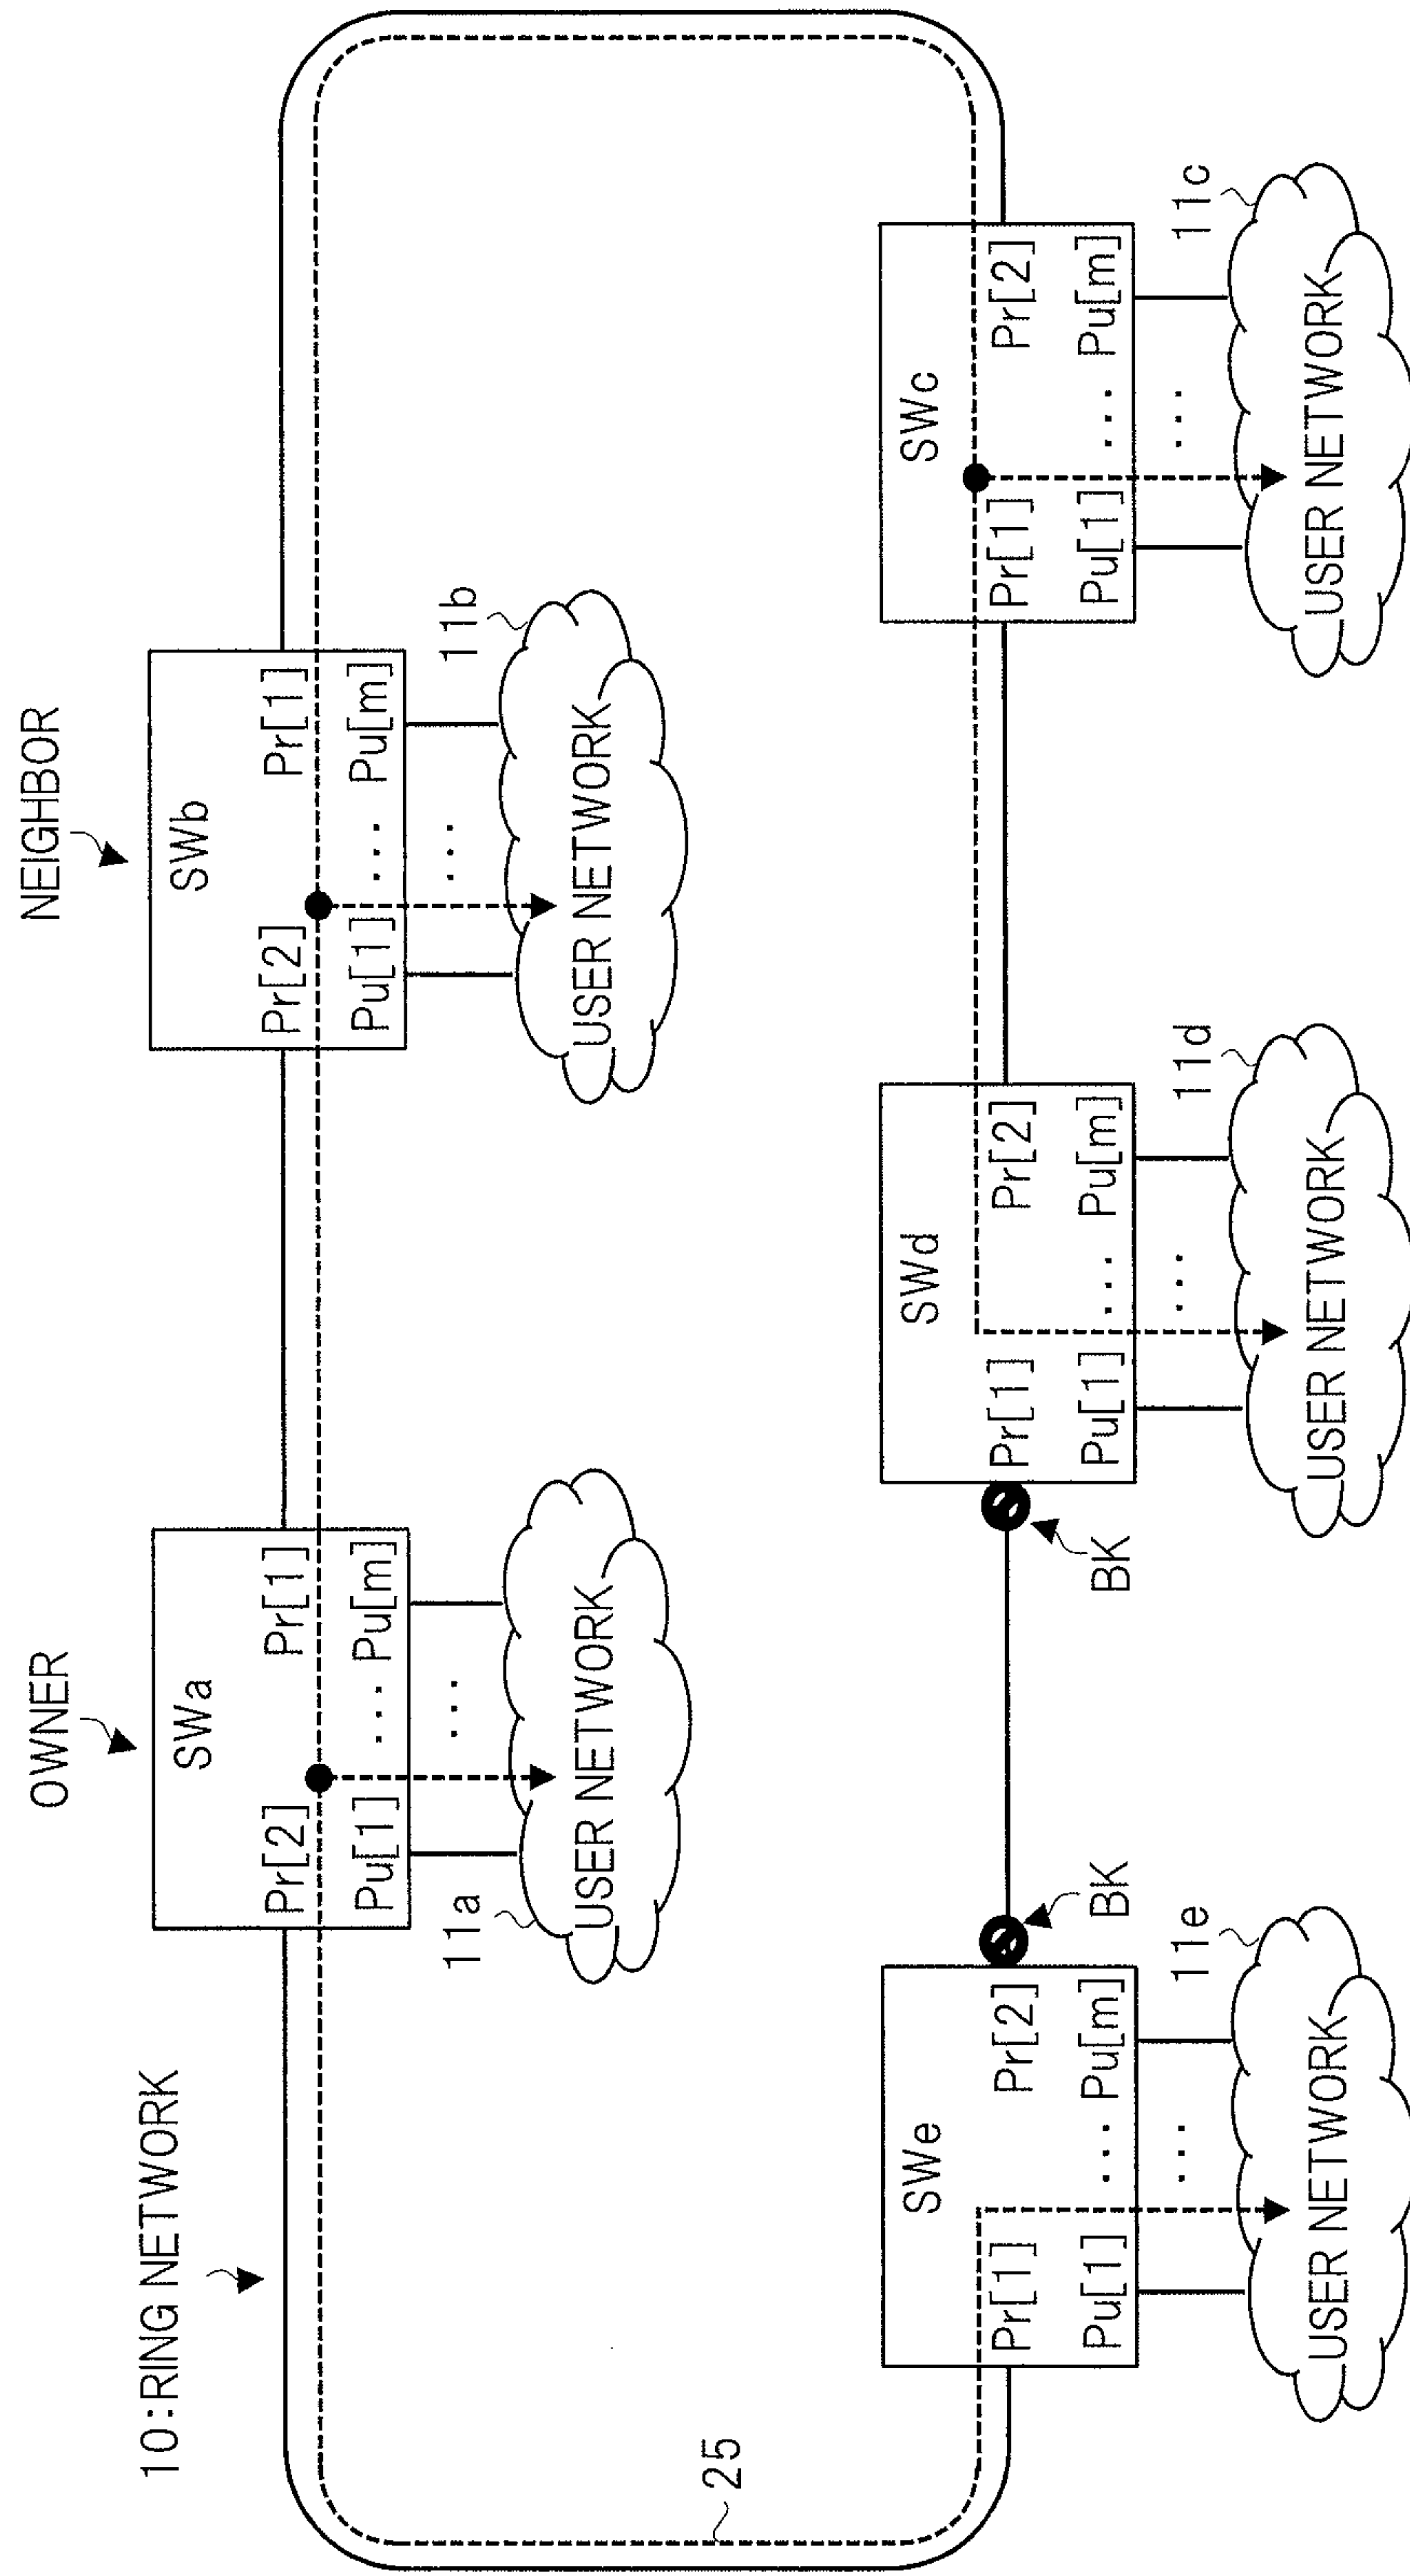 10:RING NETWORK
OWNER
NEIGHBOR
SWa
Pr[2]
Pr[1]
Pu[1]
...
Pu[m]
...
11a
USER NETWORK
SWb
Pr[2]
Pr[1]
Pu[1]
...
Pu[m]
...
11b
USER NETWORK
25
SWe
Pr[1]
Pr[2]
Pu[1]
...
Pu[m]
...
11e
USER NETWORK
BK
BK
SWd
Pr[1]
Pr[2]
Pu[1]
...
Pu[m]
...
11d
USER NETWORK
SWc
Pr[1]
Pr[2]
Pu[1]
...
Pu[m]
...
11c
USER NETWORK